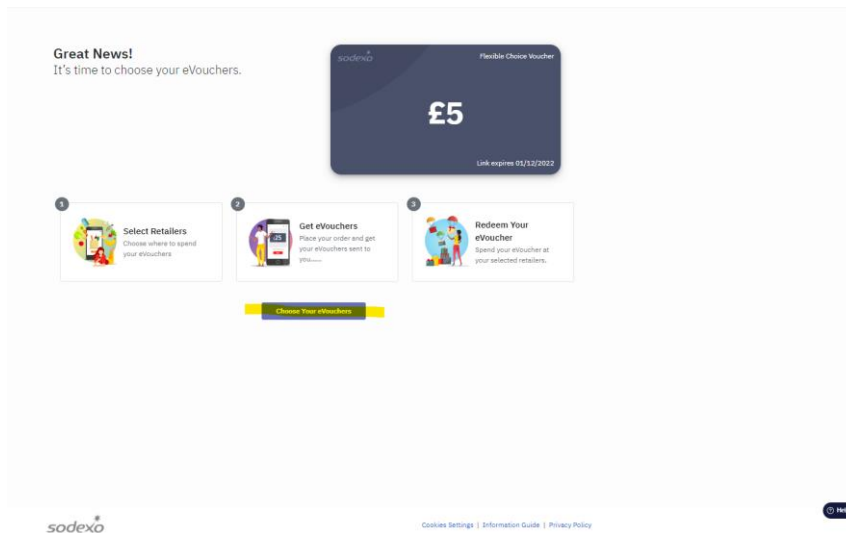 Great News!
It's time to choose your eVouchers.
sodexo
Flexible Choice Voucher
£5
Link expires 01/12/2022
1
Select Retailers
Choose where to spend
your eVouchers
2
:25
Get eVouchers
Place your order and get
your eVouchers sent to
you......
3
Redeem Your
eVoucher
Spend your eVoucher at
your selected retailers.
Choose Your eVouchers
sodexo
Cookies Settings | Information Guide | Privacy Policy